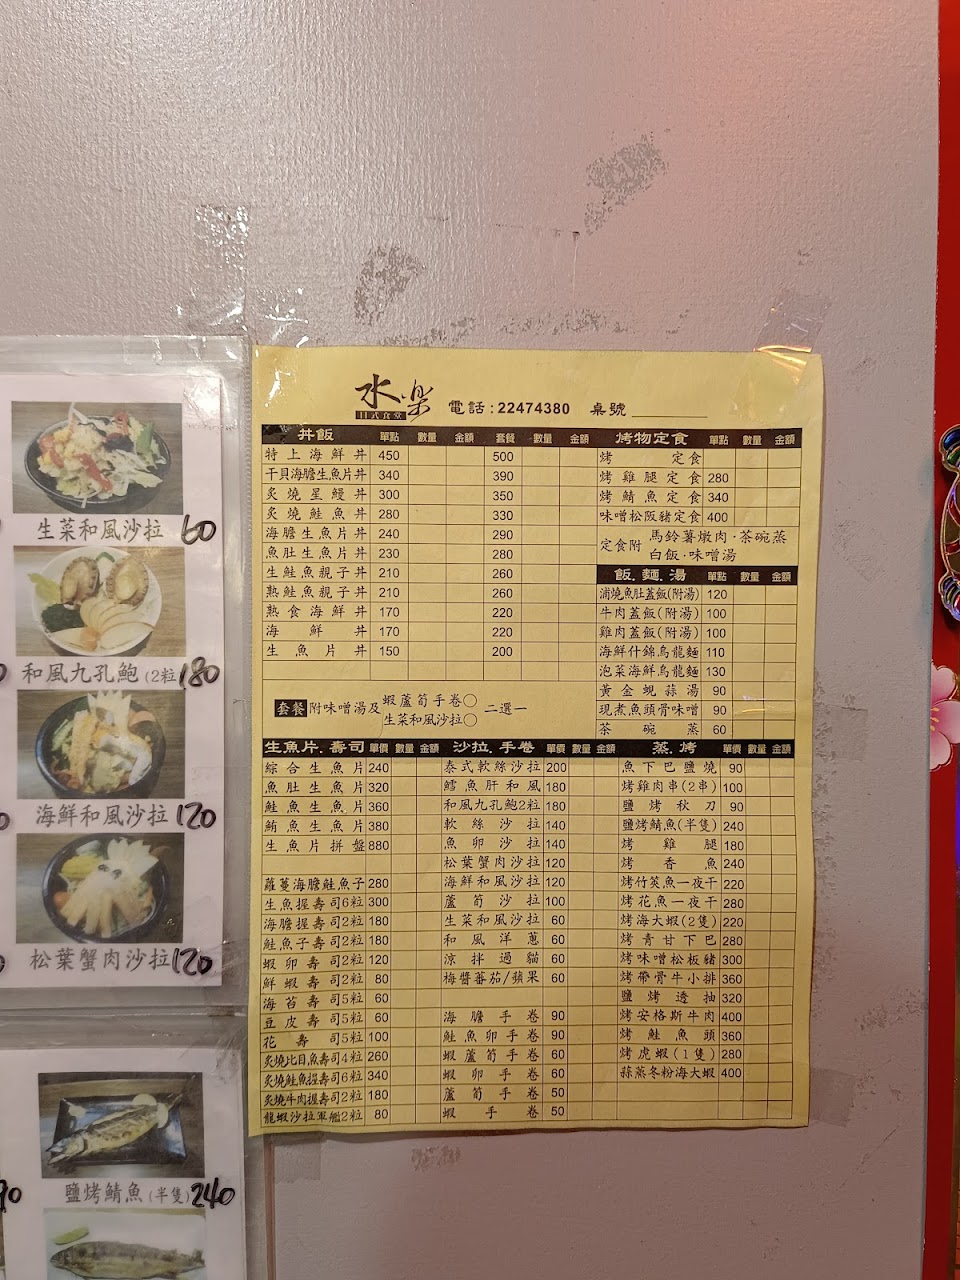 水楽
日式食堂
電話:22474380 桌號
丼飯 單點 數量 金額 套餐 數量 金額
特上海鮮丼 450 500
干貝海膽生魚片丼 340 390
炙燒星鰻丼 300 350
炙燒鮭魚丼 280 330
海膽生魚片丼 240 290
魚肚生魚片丼 230 280
生鮭魚親子丼 210 260
熟鮭魚親子丼 210 260
熟食海鮮丼 170 220
海鮮丼 170 220
生魚片丼 150 200
套餐 附味噌湯及 蝦蘆筍手卷○ 生菜和風沙拉○ 二選一
烤物定食 單點 數量 金額
烤 定食
烤雞腿定食 280
烤鯖魚定食 340
味噌松阪豬定食 400
定食附 馬鈴薯燉肉·茶碗蒸
白飯·味噌湯
飯.麵.湯 單點 數量 金額
蒲燒魚肚蓋飯(附湯) 120
牛肉蓋飯(附湯) 100
雞肉蓋飯(附湯) 100
海鮮什錦烏龍麵 110
泡菜海鮮烏龍麵 130
黃金蜆蒜湯 90
現煮魚頭骨味噌 90
茶碗蒸 60
生魚片.壽司 單價 數量 金額
綜合生魚片 240
魚肚生魚片 320
鮭魚生魚片 360
鮪魚生魚片 380
生魚片拼盤 880
蘿蔓海膽鮭魚子 280
生魚握壽司6粒 300
海膽握壽司2粒 180
鮭魚子壽司2粒 180
蝦卵壽司2粒 120
鮮蝦壽司2粒 80
海苔壽司5粒 60
豆皮壽司5粒 60
花壽司5粒 100
炙燒比目魚壽司4粒 260
炙燒鮭魚握壽司6粒 340
炙燒牛肉握壽司2粒 180
龍蝦沙拉軍艦2粒 80
沙拉.手卷 單價 數量 金額
泰式軟絲沙拉 200
鱈魚肝和風 180
和風九孔鮑2粒 180
軟絲沙拉 140
魚卵沙拉 140
松葉蟹肉沙拉 120
海鮮和風沙拉 120
蘆筍沙拉 100
生菜和風沙拉 60
和風洋蔥 60
涼拌過貓 60
梅醬蕃茄/蘋果 60
海膽手卷 90
鮭魚卵手卷 90
蝦蘆筍手卷 60
蝦卵手卷 60
蘆筍手卷 50
蝦手卷 50
蒸.烤 單價 數量 金額
魚下巴鹽燒 90
烤雞肉串(2串) 100
鹽烤秋刀 90
鹽烤鯖魚(半隻) 240
烤雞腿 180
烤香魚 240
烤竹筴魚一夜干 220
烤花魚一夜干 280
烤海大蝦(2隻) 220
烤青甘下巴 280
烤味噌松板豬 300
烤帶骨牛小排 360
鹽烤透抽 320
烤安格斯牛肉 400
烤鮭魚頭 360
烤虎蝦(1隻) 280
蒜蒸冬粉海大蝦 400
生菜和風沙拉 60
和風九孔鮑(2粒 180
海鮮和風沙拉 120
松葉蟹肉沙拉 120
鹽烤鯖魚(半隻) 240